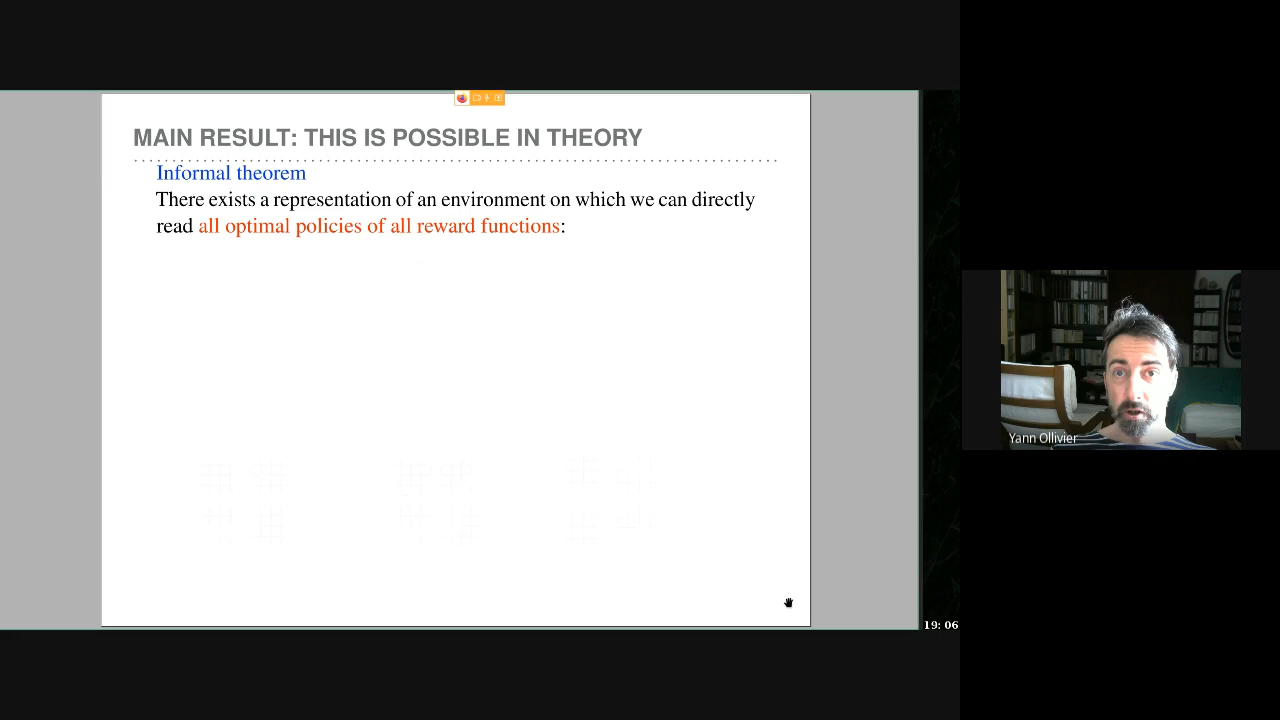 MAIN RESULT: THIS IS POSSIBLE IN THEORY
Informal theorem
There exists a representation of an environment on which we can directly
read all optimal policies of all reward functions:
Yann Ollivier
19: 06